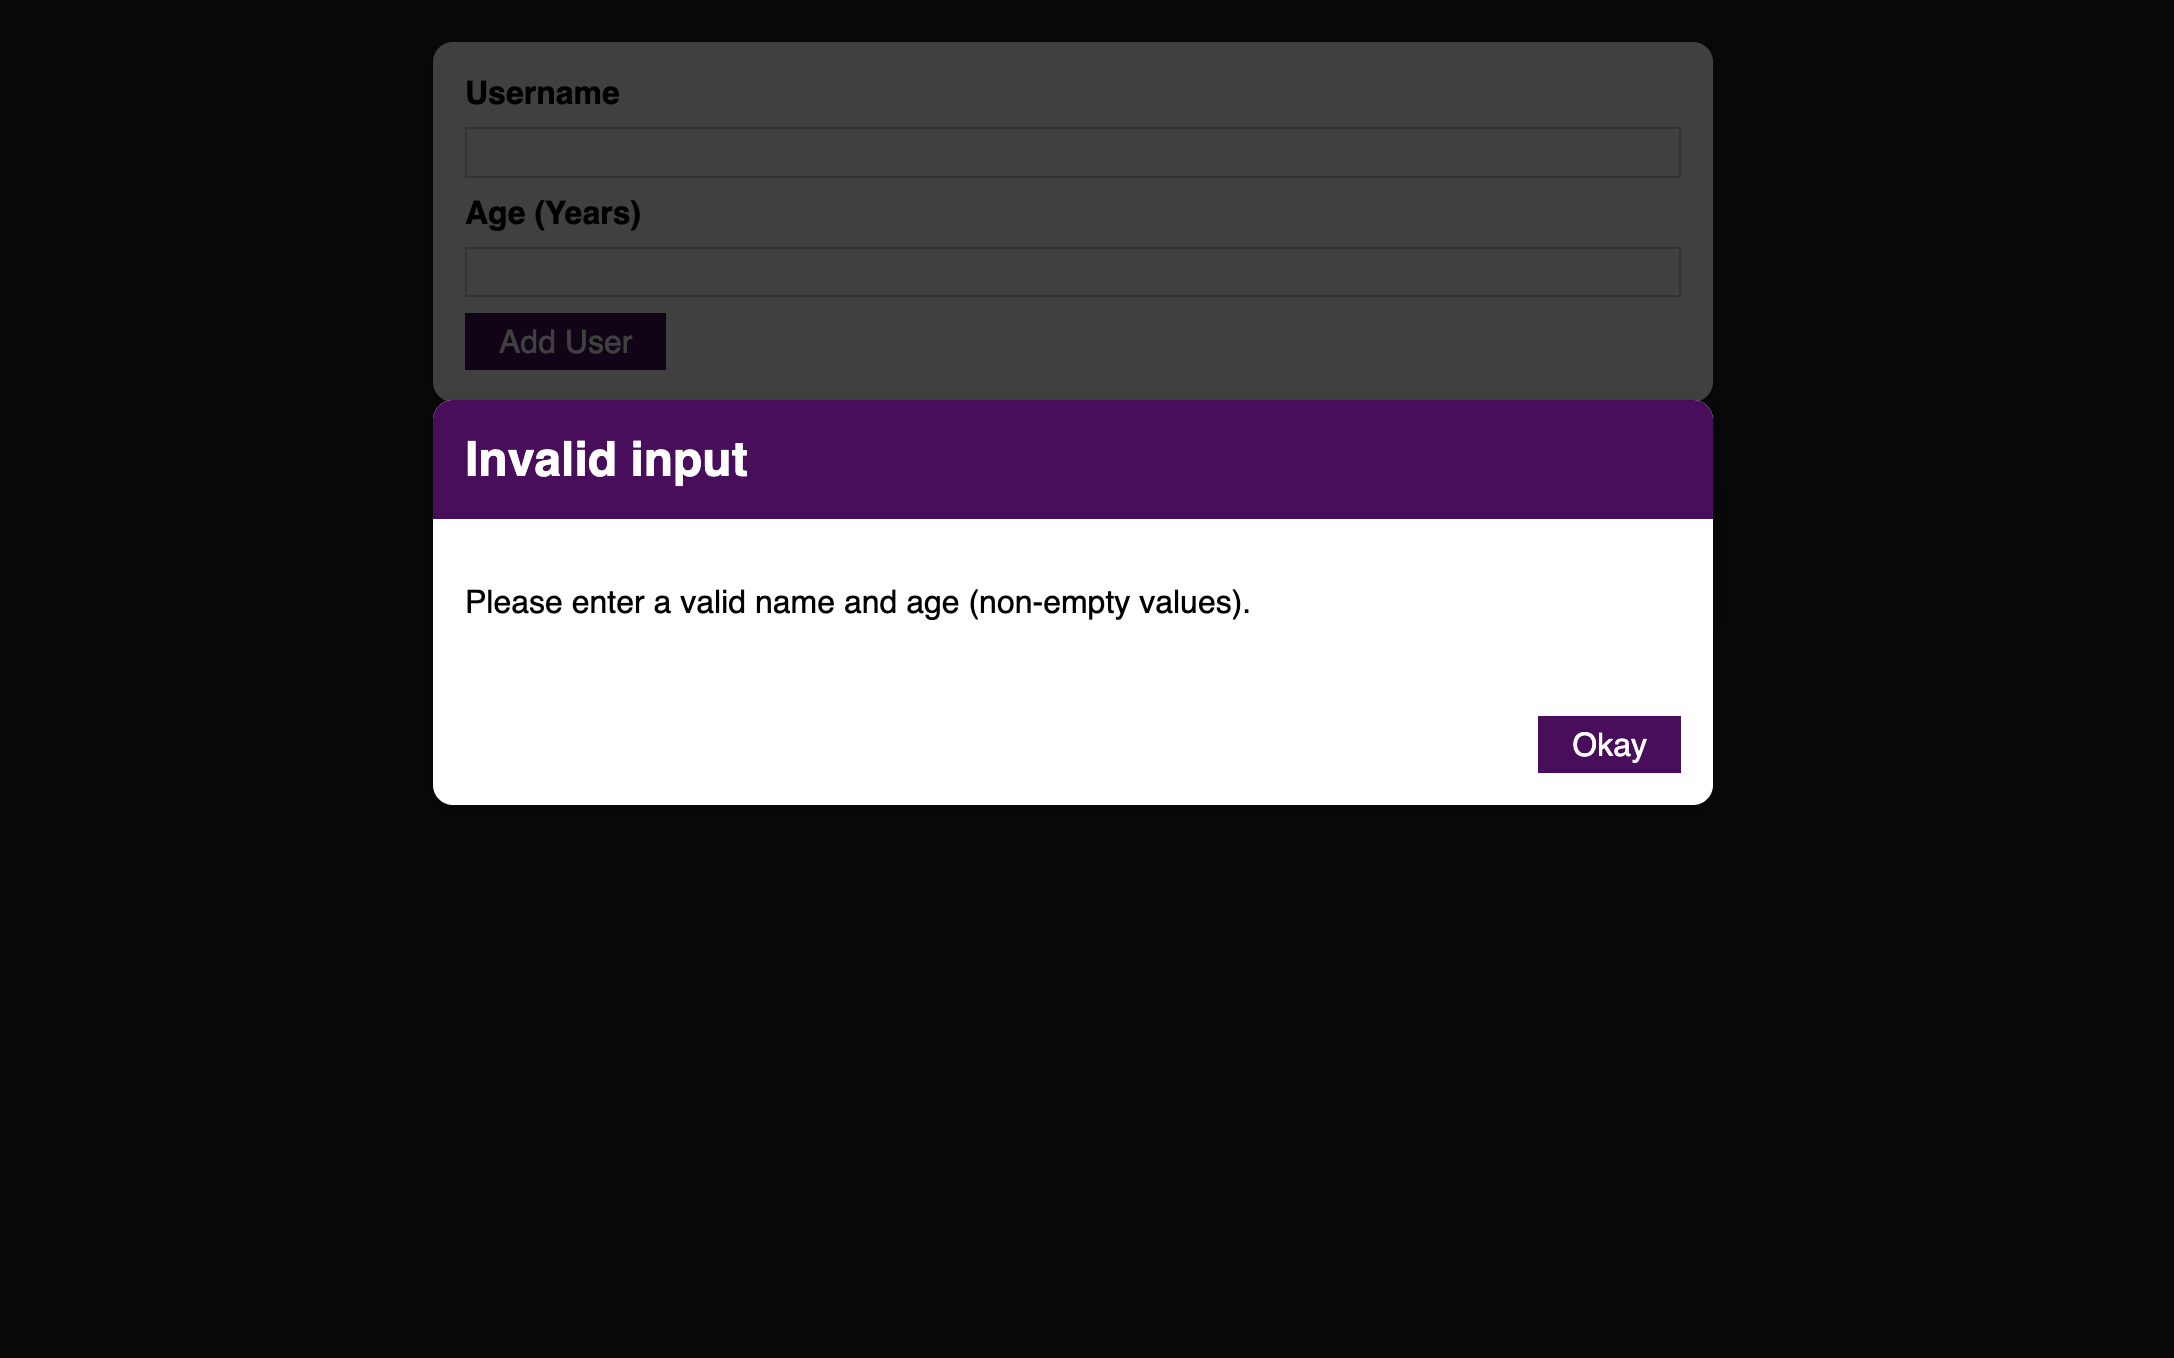 Username
Age (Years)
Add User
Invalid input
Please enter a valid name and age (non-empty values).
Okay